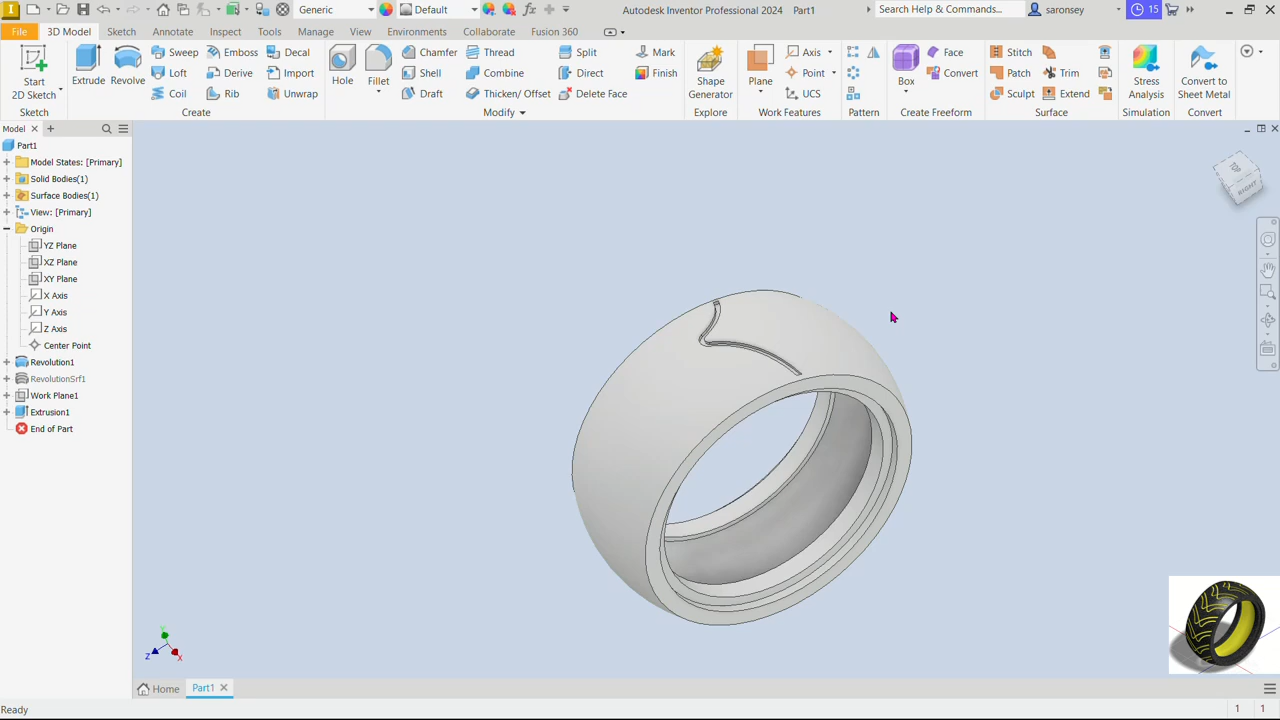 Generic
Default
Autodesk Inventor Professional 2024 Part1
Search Help & Commands...
saronsey
15
File
3D Model
Sketch
Annotate
Inspect
Tools
Manage
View
Environments
Collaborate
Fusion 360
Start
2D Sketch
Extrude
Revolve
Sweep
Emboss
Decal
Loft
Derive
Import
Coil
Rib
Unwrap
Hole
Fillet
Chamfer
Thread
Split
Mark
Shell
Combine
Direct
Finish
Draft
Thicken/ Offset
Delete Face
Shape
Generator
Plane
Axis
Point
UCS
Box
Face
Convert
Stitch
Patch
Trim
Sculpt
Extend
Stress
Analysis
Convert to
Sheet Metal
Sketch
Create
Modify
Explore
Work Features
Pattern
Create Freeform
Surface
Simulation
Convert
Model
Part1
Model States: [Primary]
Solid Bodies(1)
Surface Bodies(1)
View: [Primary]
Origin
YZ Plane
XZ Plane
XY Plane
X Axis
Y Axis
Z Axis
Center Point
Revolution1
RevolutionSrf1
Work Plane1
Extrusion1
End of Part
RIGHT
Y
Z
X
Home
Part1
Ready
1
1